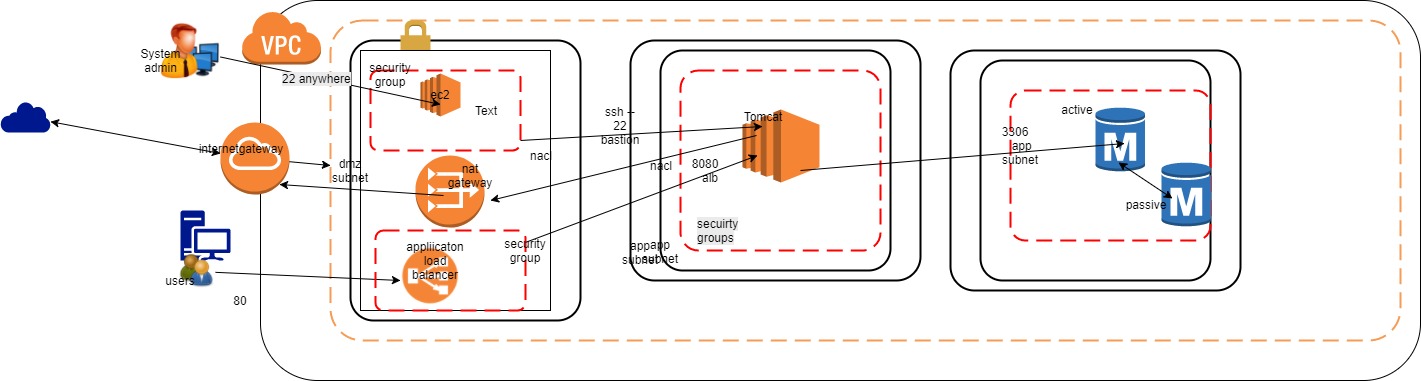 VPC
System
admin
22 anywhere
security
group
ec2
Text
internetgateway
dmz
subnet
nat
gateway
nacl
ssh --
22
bastion
Tomcat
nacl
8080
alb
secuirty
groups
3306
app
subnet
active
M
passive
M
appliicaton
load
balancer
security
group
app
subnet
app
subnet
users
80